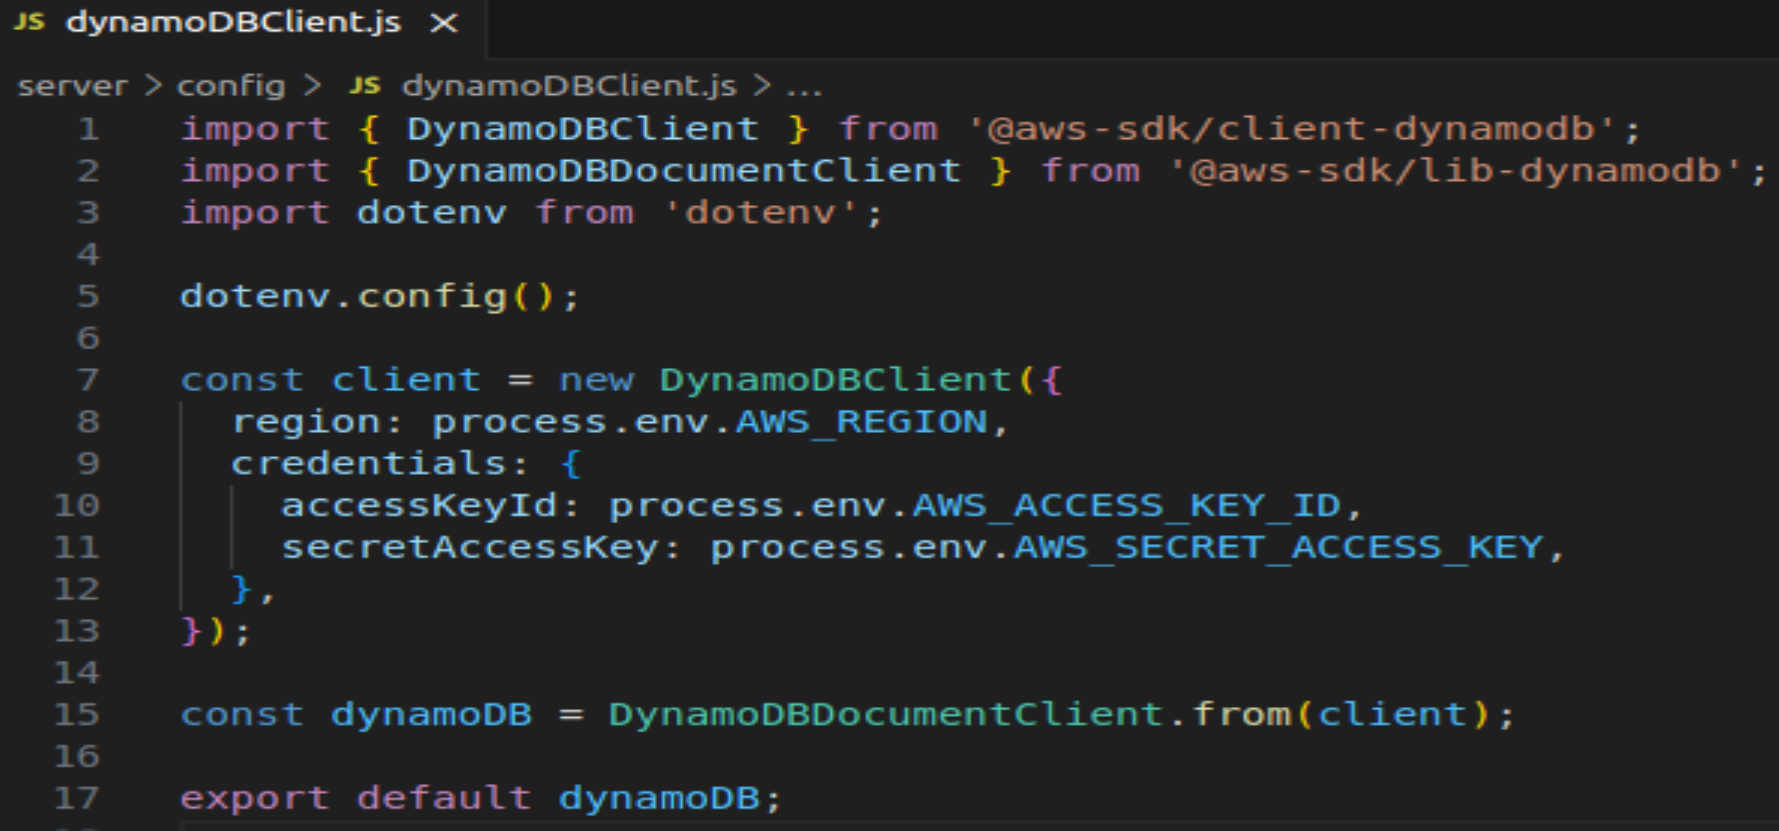 JS dynamoDBClient.js ×
server > config > JS dynamoDBClient.js > ...
1 import { DynamoDBClient } from '@aws-sdk/client-dynamodb';
2 import { DynamoDBDocumentClient } from '@aws-sdk/lib-dynamodb';
3 import dotenv from 'dotenv';
4
5 dotenv.config();
6
7 const client = new DynamoDBClient({
8   region: process.env.AWS_REGION,
9   credentials: {
10     accessKeyId: process.env.AWS_ACCESS_KEY_ID,
11     secretAccessKey: process.env.AWS_SECRET_ACCESS_KEY,
12   },
13 });
14
15 const dynamoDB = DynamoDBDocumentClient.from(client);
16
17 export default dynamoDB;